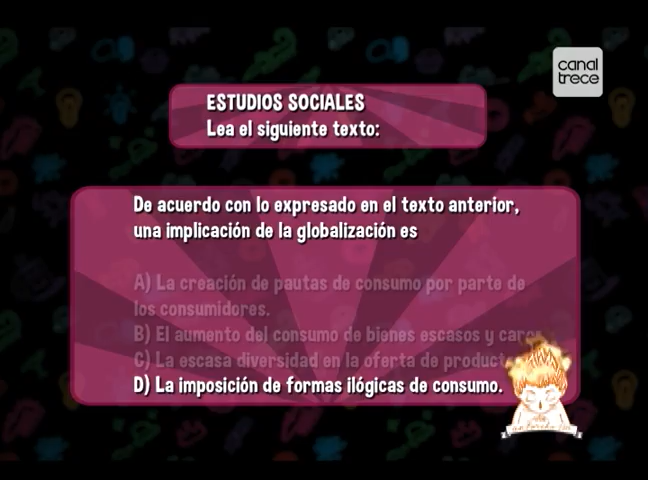 canal
trece
ESTUDIOS SOCIALES
Lea el siguiente texto:
De acuerdo con lo expresado en el texto anterior,
una implicación de la globalización es
A) La creación de pautas de consumo por parte de
los consumidores.
B) El aumento del consumo de bienes escasos y
C) La escasa diversidad en la oferta de
D) La imposición de formas ilógicas de consumo.